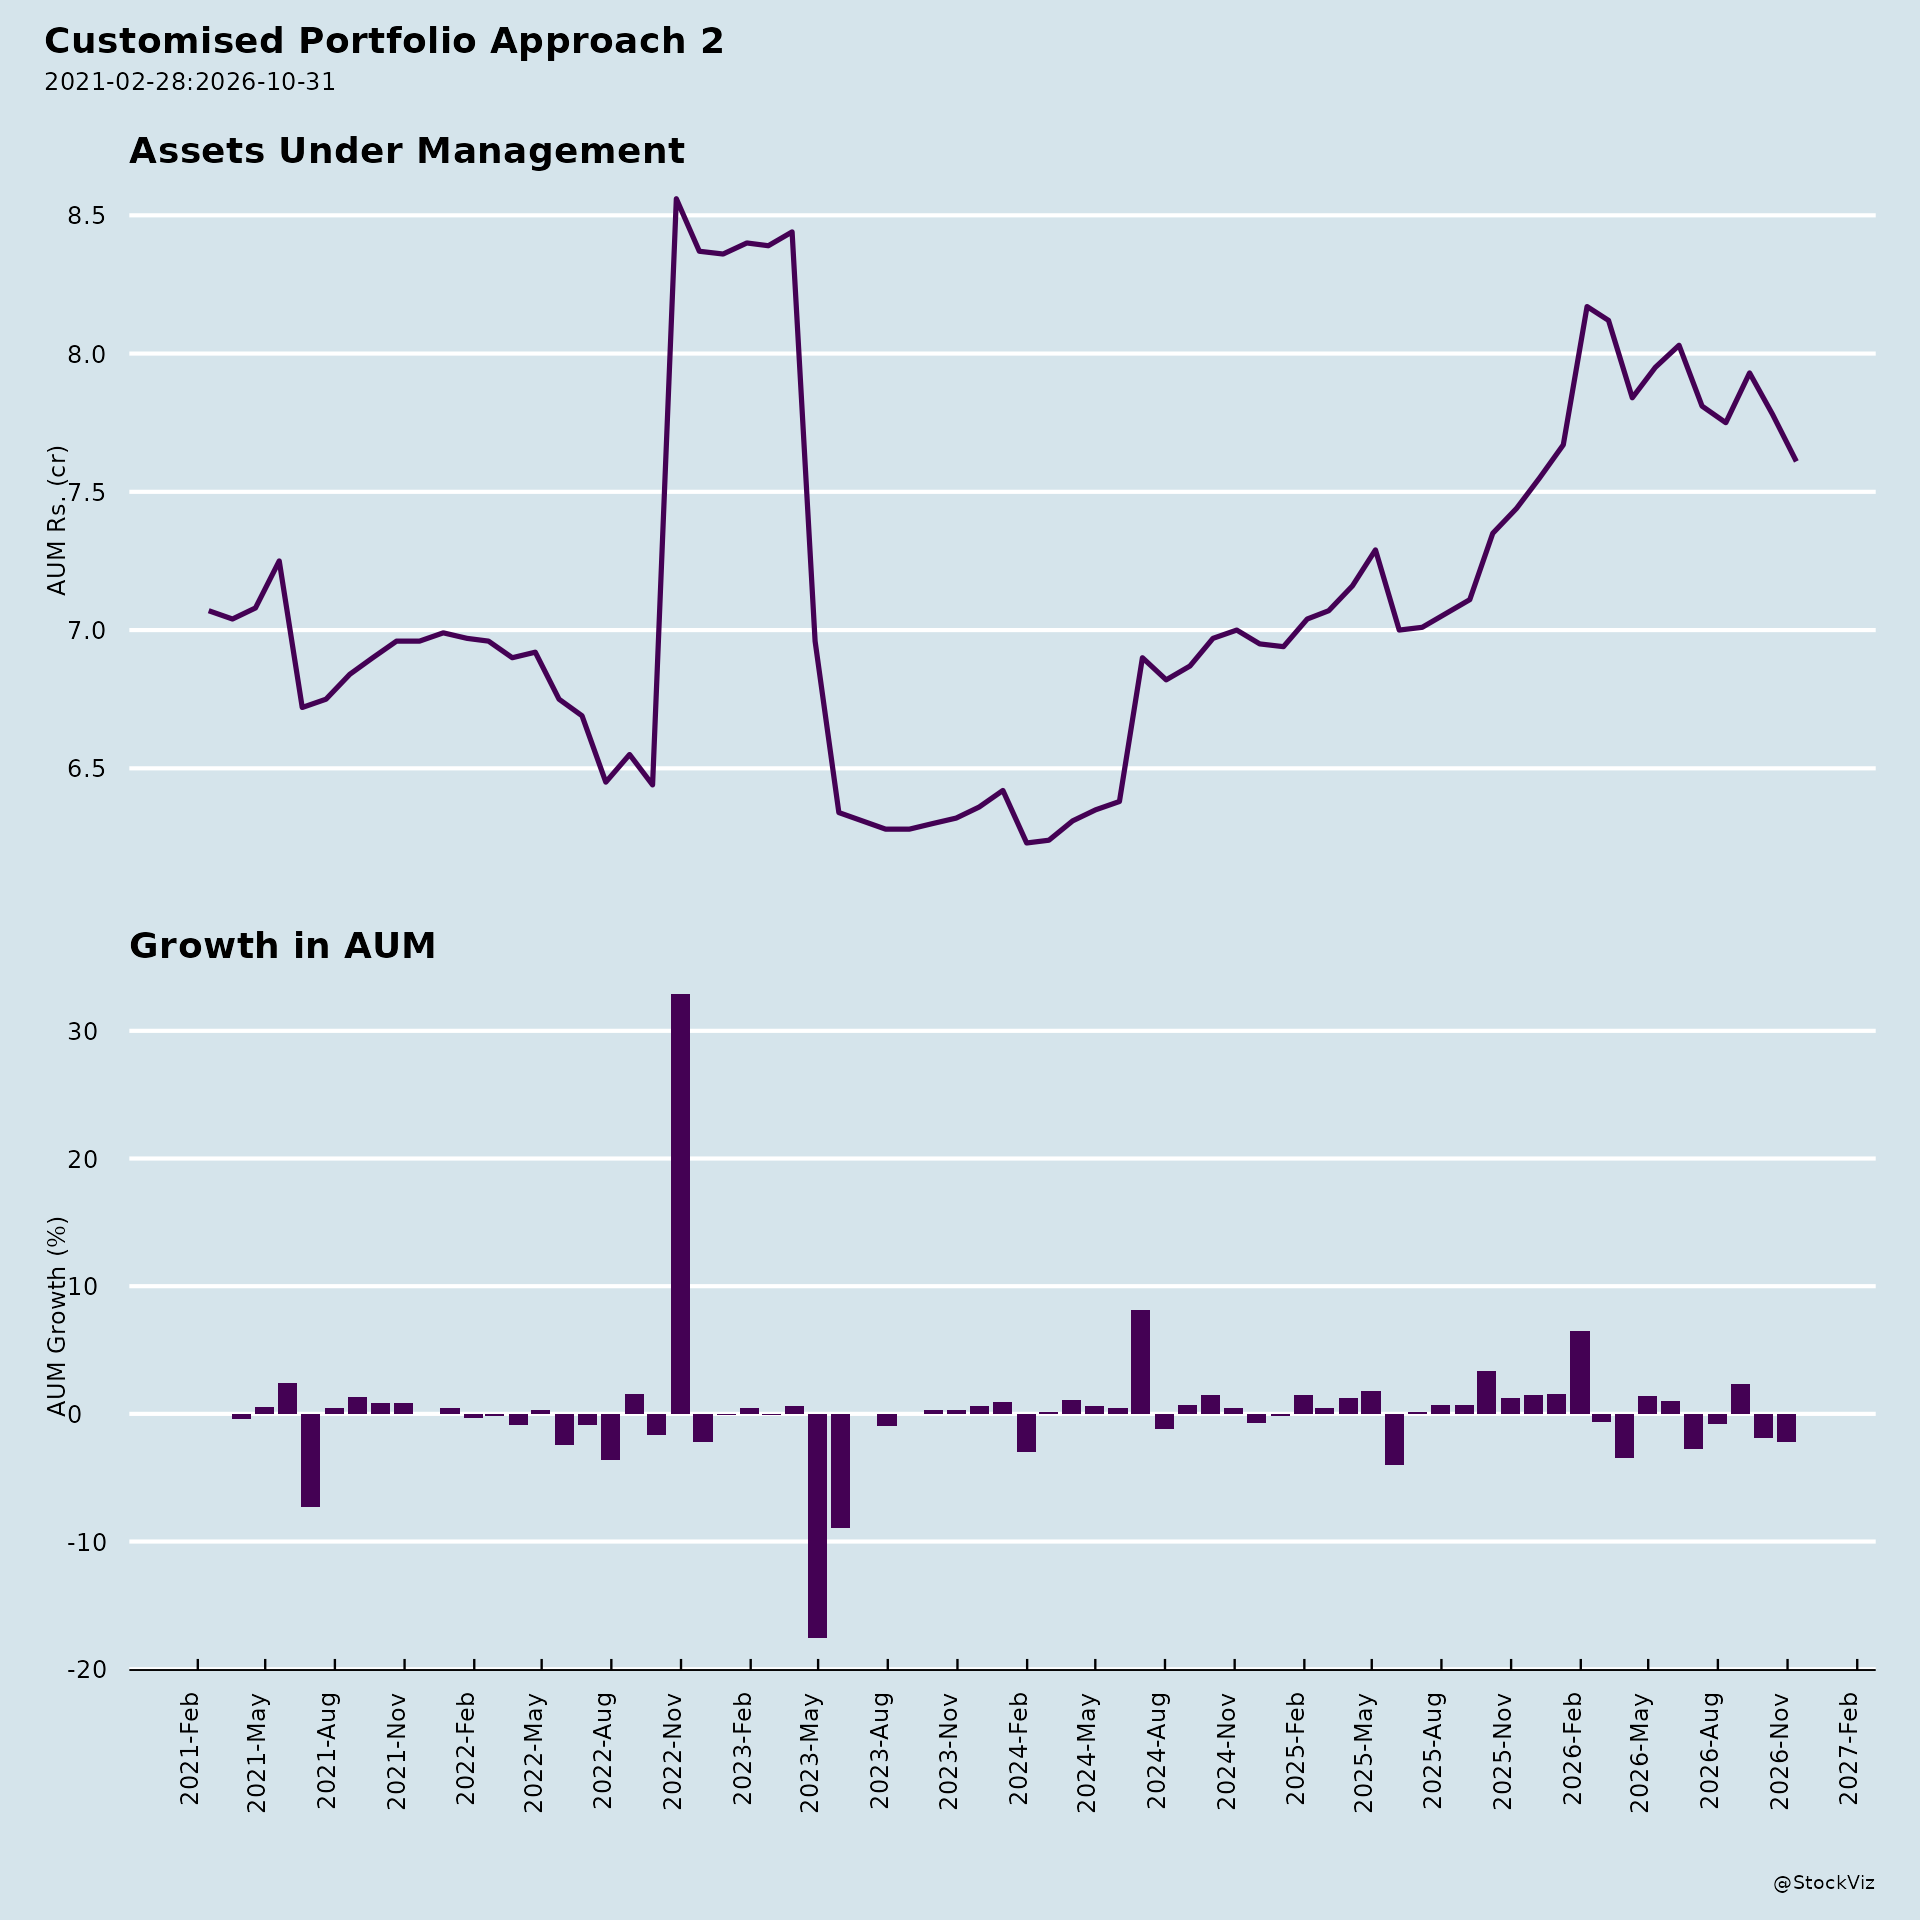 Customised Portfolio Approach 2
2021-02-28:2026-10-31
Assets Under Management
AUM Rs. (cr)
8.5
8.0
7.5
7.0
6.5
Growth in AUM
AUM Growth (%)
30
20
10
0
-10
-20
2021-Feb
2021-May
2021-Aug
2021-Nov
2022-Feb
2022-May
2022-Aug
2022-Nov
2023-Feb
2023-May
2023-Aug
2023-Nov
2024-Feb
2024-May
2024-Aug
2024-Nov
2025-Feb
2025-May
2025-Aug
2025-Nov
2026-Feb
2026-May
2026-Aug
2026-Nov
2027-Feb
@StockViz